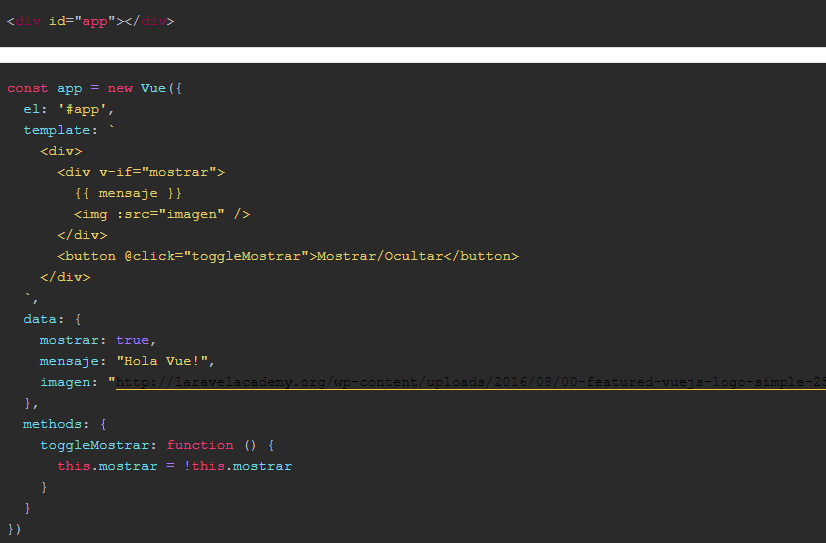 <div id="app"></div>
const app = new Vue({
  el: '#app',
  template: `
    <div>
      <div v-if="mostrar">
        {{ mensaje }}
        <img :src="imagen" />
      </div>
      <button @click="toggleMostrar">Mostrar/Ocultar</button>
    </div>
  `,
  data: {
    mostrar: true,
    mensaje: "Hola Vue!",
    imagen: "http://laravelacademy.org/wp-content/uploads/2016/08/00-featured-vuejs-logo-simple-25
  },
  methods: {
    toggleMostrar: function () {
      this.mostrar = !this.mostrar
    }
  }
})